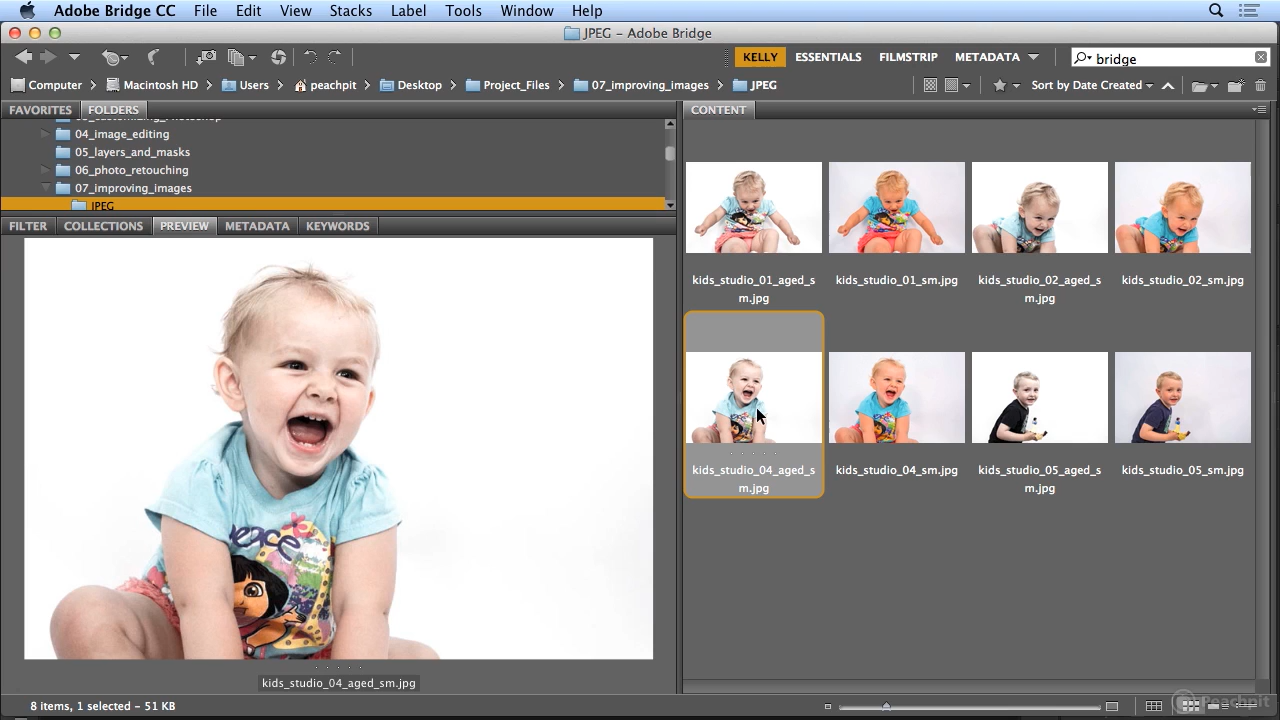 Adobe Bridge CC File Edit View Stacks Label Tools Window Help
JPEG – Adobe Bridge
KELLY ESSENTIALS FILMSTRIP METADATA bridge
Computer Macintosh HD Users peachpit Desktop Project_Files 07_improving_images JPEG Sort by Date Created
FAVORITES FOLDERS
04_image_editing
05_layers_and_masks
06_photo_retouching
07_improving_images
JPEG
FILTER COLLECTIONS PREVIEW METADATA KEYWORDS
peace
kids_studio_04_aged_sm.jpg
CONTENT
kids_studio_01_aged_s
m.jpg
kids_studio_01_sm.jpg
kids_studio_02_aged_s
m.jpg
kids_studio_02_sm.jpg
kids_studio_04_aged_s
m.jpg
kids_studio_04_sm.jpg
kids_studio_05_aged_s
m.jpg
kids_studio_05_sm.jpg
8 items, 1 selected – 51 KB
Peachpit